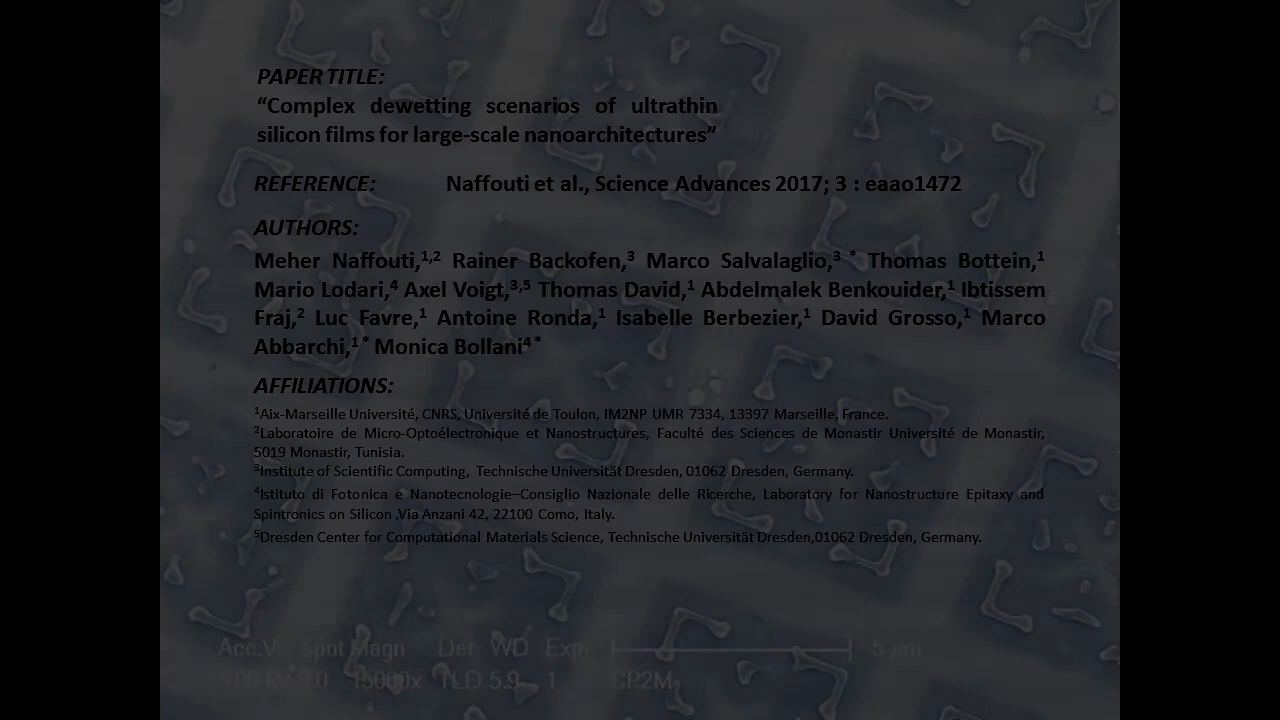 PAPER TITLE:
“Complex dewetting scenarios of ultrathin
silicon films for large-scale nanoarchitectures”
REFERENCE: Naffouti et al., Science Advances 2017; 3 : eaao1472
AUTHORS:
Meher Naffouti,1,2 Rainer Backofen,3 Marco Salvalaglio,3 * Thomas Bottein,1
Mario Lodari,4 Axel Voigt,3,5 Thomas David,1 Abdelmalek Benkouider,1 Ibtissem
Fraj,2 Luc Favre,1 Antoine Ronda,1 Isabelle Berbezier,1 David Grosso,1 Marco
Abbarchi,1 * Monica Bollani4 *
AFFILIATIONS:
1Aix-Marseille Université, CNRS, Université de Toulon, IM2NP UMR 7334, 13397 Marseille, France.
2Laboratoire de Micro-Optoélectronique et Nanostructures, Faculté des Sciences de Monastir Université de Monastir,
5019 Monastir, Tunisia.
3Institute of Scientific Computing, Technische Universität Dresden, 01062 Dresden, Germany.
4Istituto di Fotonica e Nanotecnologie–Consiglio Nazionale delle Ricerche, Laboratory for Nanostructure Epitaxy and
Spintronics on Silicon ,Via Anzani 42, 22100 Como, Italy.
5Dresden Center for Computational Materials Science, Technische Universität Dresden,01062 Dresden, Germany.
Acc.V Spot Magn Det WD Exp 5 µm
3.0 15000x TLD 5.9 1 CP2M